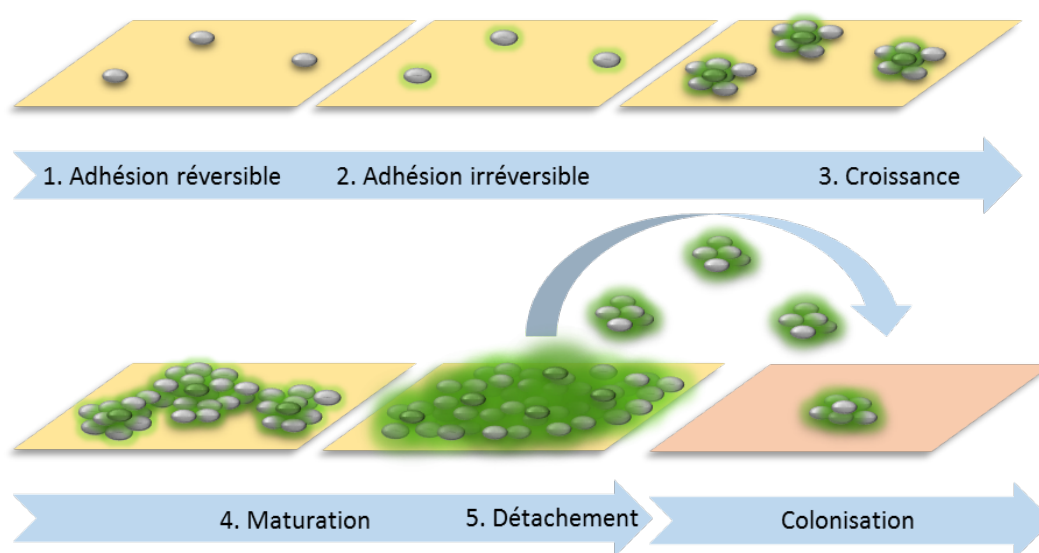 1. Adhésion réversible
2. Adhésion irréversible
3. Croissance
4. Maturation
5. Détachement
Colonisation